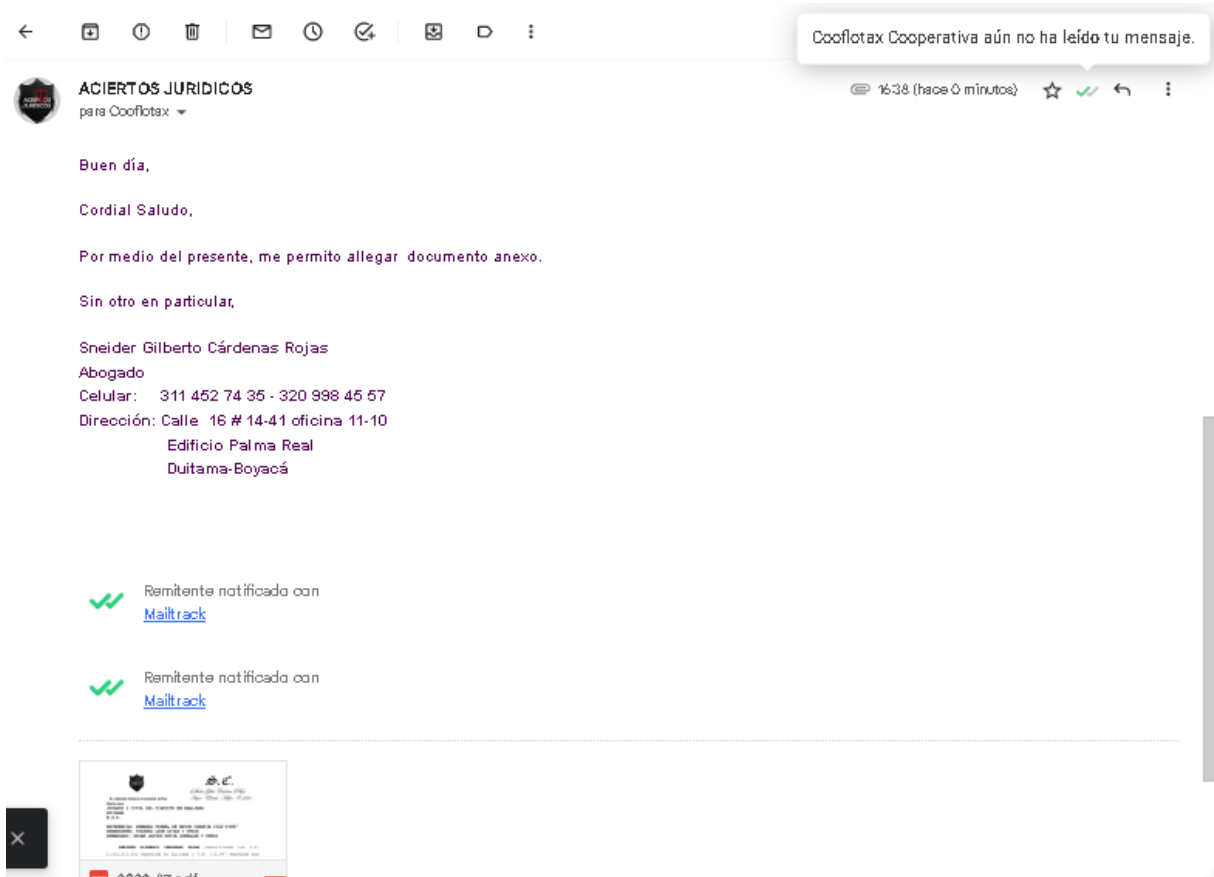 Cooflotax Cooperativa aún no ha leído tu mensaje.
ACIERTOS JURIDICOS
16:38 (hace 0 minutos)
para Cooflotax
Buen día,
Cordial Saludo,
Por medio del presente, me permito allegar documento anexo.
Sin otro en particular,
Sneider Gilberto Cárdenas Rojas
Abogado
Celular: 311 452 74 35 - 320 998 45 57
Dirección: Calle 16 # 14-41 oficina 11-10
Edificio Palma Real
Duitama-Boyacá
Remitente notificado con
Mailtrack
Remitente notificado con
Mailtrack
S.C.